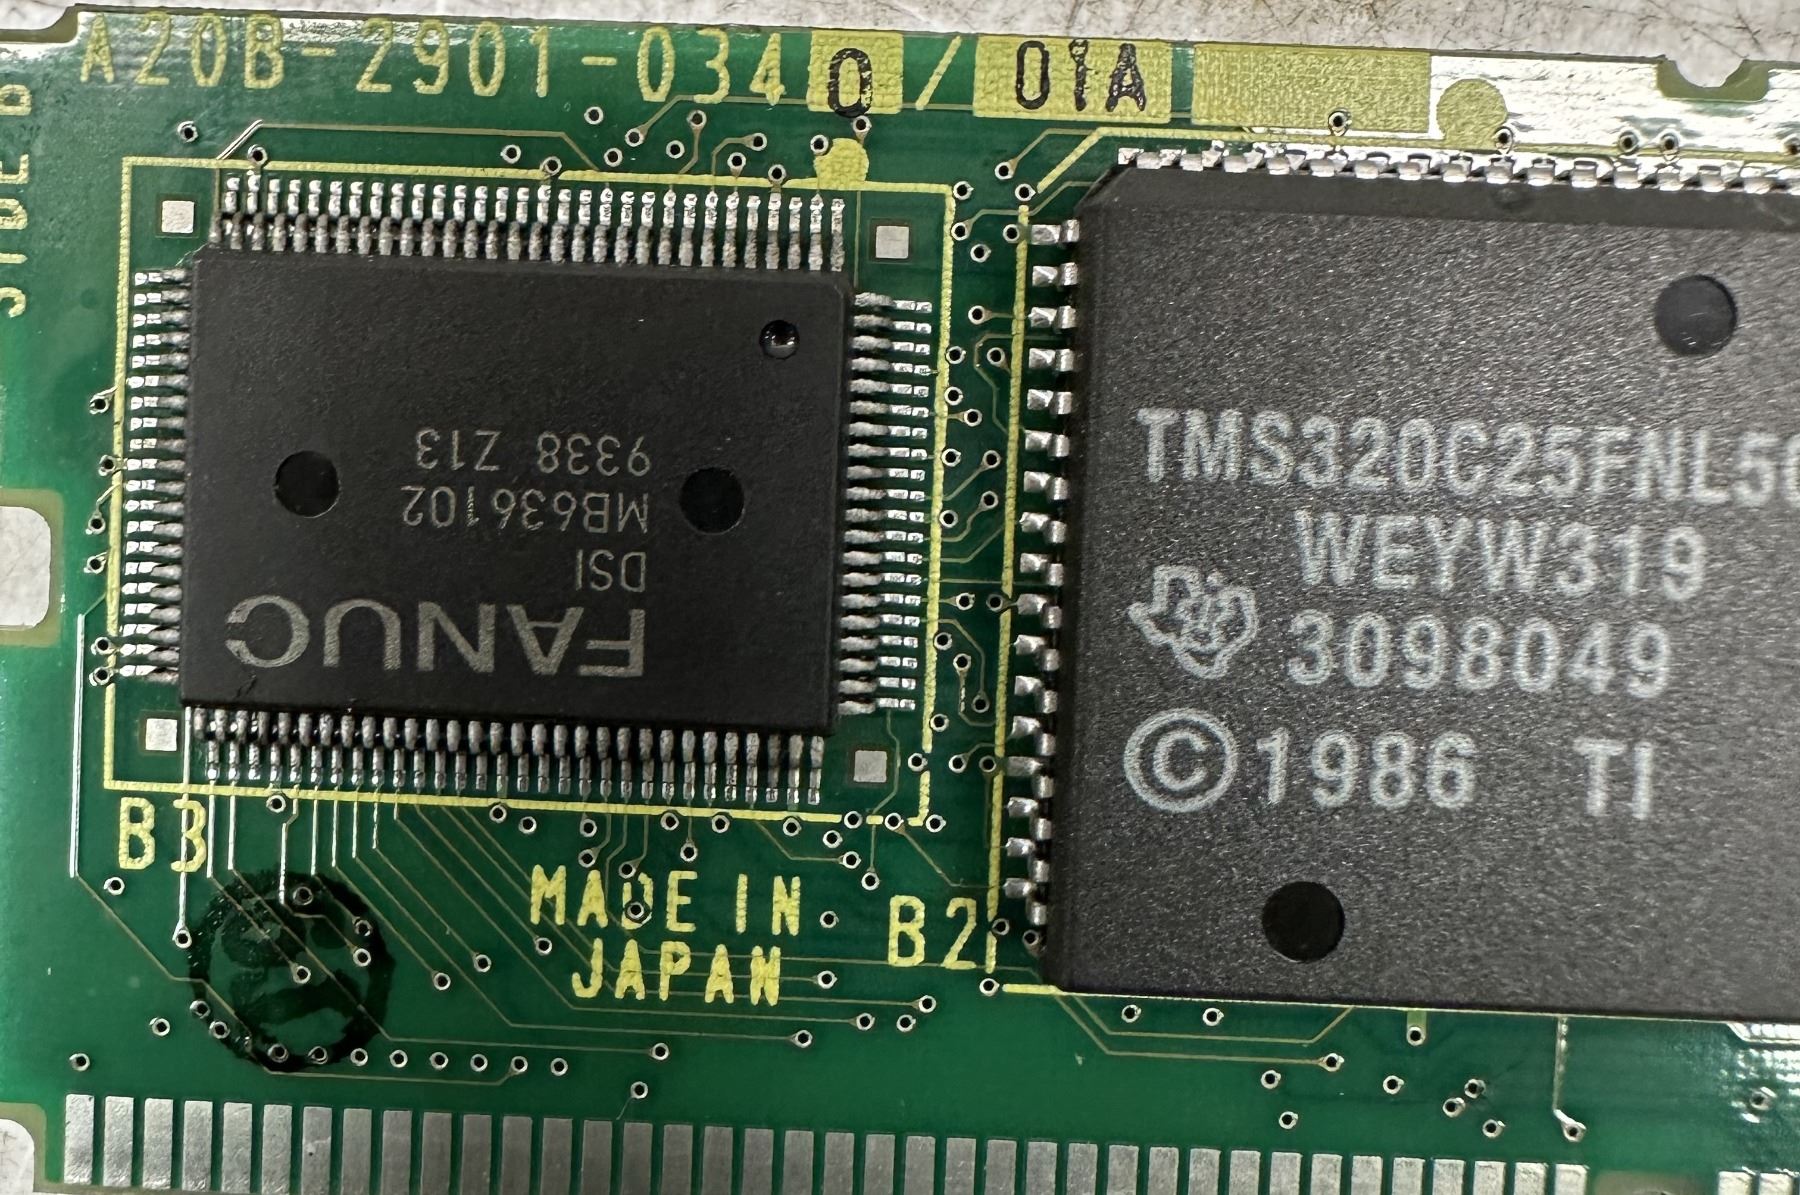 A20B-2901-0340/01A
SIDE B
FANUC
DSI
MB636102
9338 Z13
TMS320C25FNL50
WEYW319
3098049
©1986 TI
B3
MADE IN
JAPAN
B2